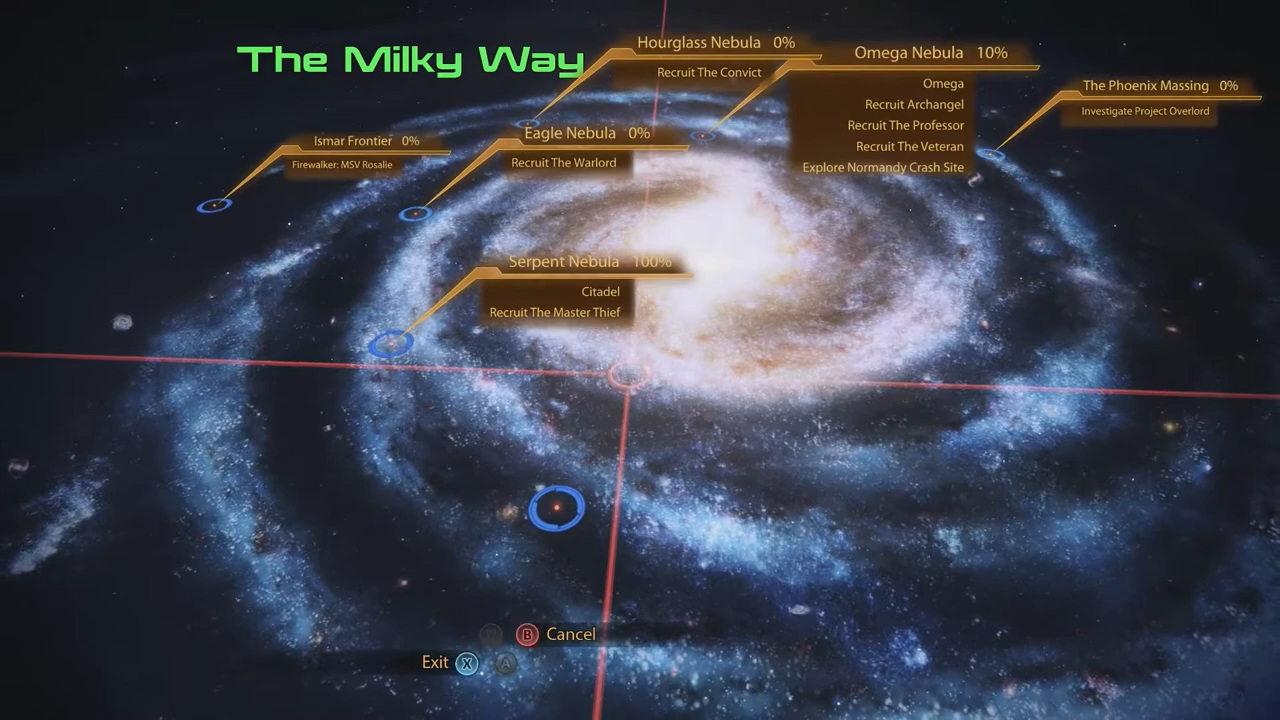 The Milky Way
Hourglass Nebula 0%
Recruit The Convict
Omega Nebula 10%
Omega
Recruit Archangel
Recruit The Professor
Recruit The Veteran
Explore Normandy Crash Site
The Phoenix Massing 0%
Investigate Project Overlord
Ismar Frontier 0%
Firewalker: MSV Rosalie
Eagle Nebula 0%
Recruit The Warlord
Serpent Nebula 100%
Citadel
Recruit The Master Thief
Y
B Cancel
Exit X A